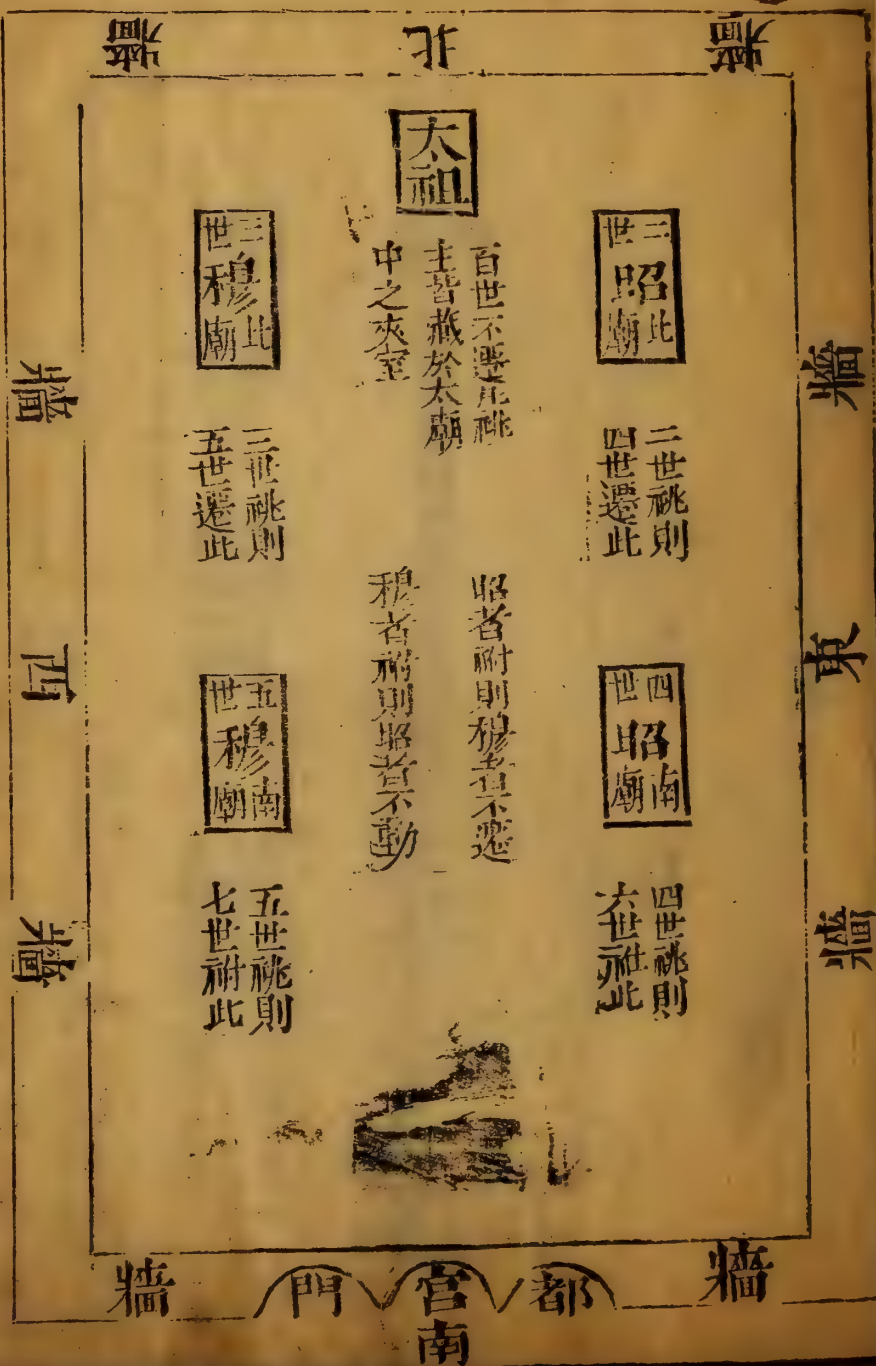 牆
北
牆
太祖
百世不遷凡祧
主皆藏於太廟
中之夾室
二世
昭
北廟
三世
穆
北廟
牆
牆
二世祧則
四世遷此
三世祧則
五世遷此
昭者祔則穆者不遷
穆者祔則昭者不動
東
西
四世
昭
南廟
五世
穆
南廟
四世祧則
六世祔此
五世祧則
七世祔此
牆
牆
牆
都宮門
牆
南